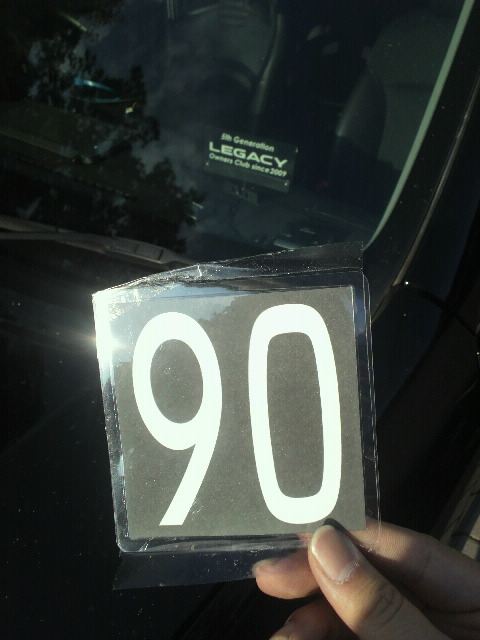 5th Generation
LEGACY
Owners Club since 2009
90